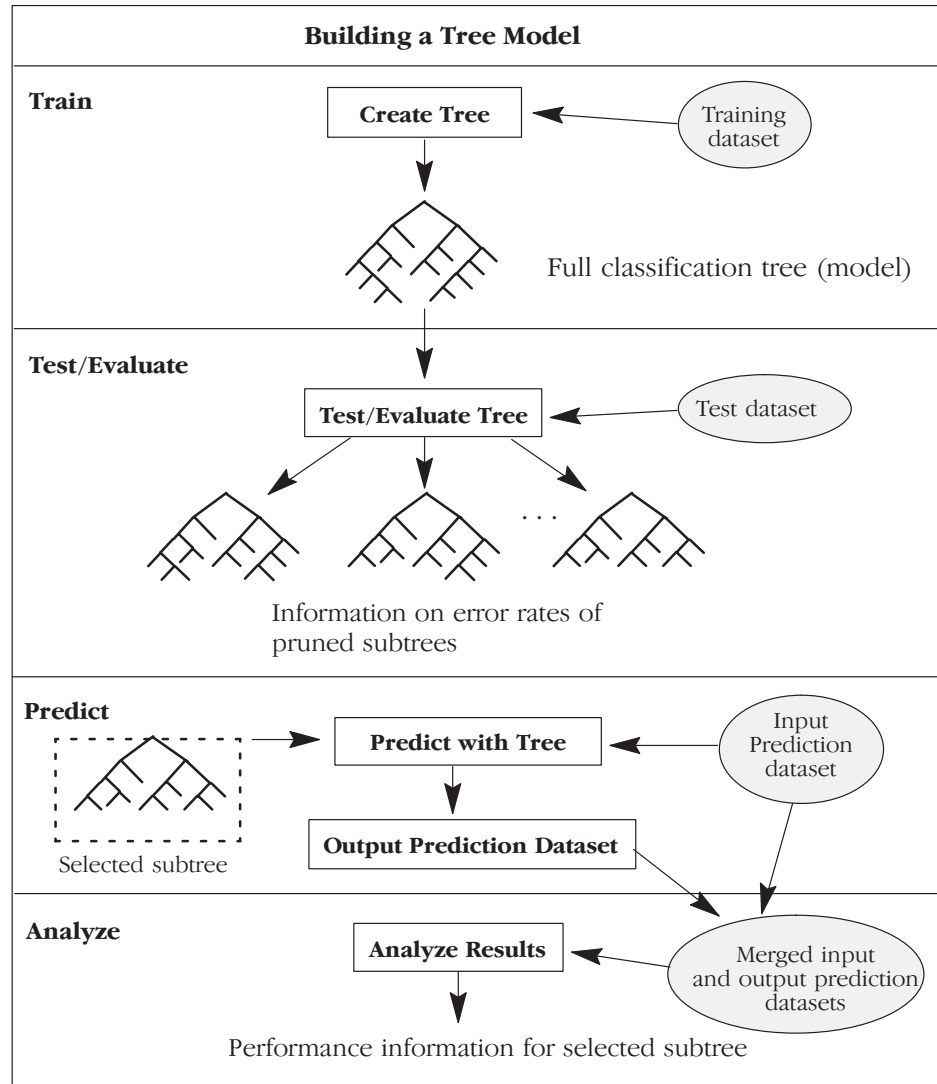 Building a Tree Model
Train
Create Tree
Training
dataset
Full classification tree (model)
Test/Evaluate
Test/Evaluate Tree
Test dataset
. . .
Information on error rates of
pruned subtrees
Predict
Predict with Tree
Input
Prediction
dataset
Output Prediction Dataset
Selected subtree
Analyze
Analyze Results
Merged input
and output prediction
datasets
Performance information for selected subtree